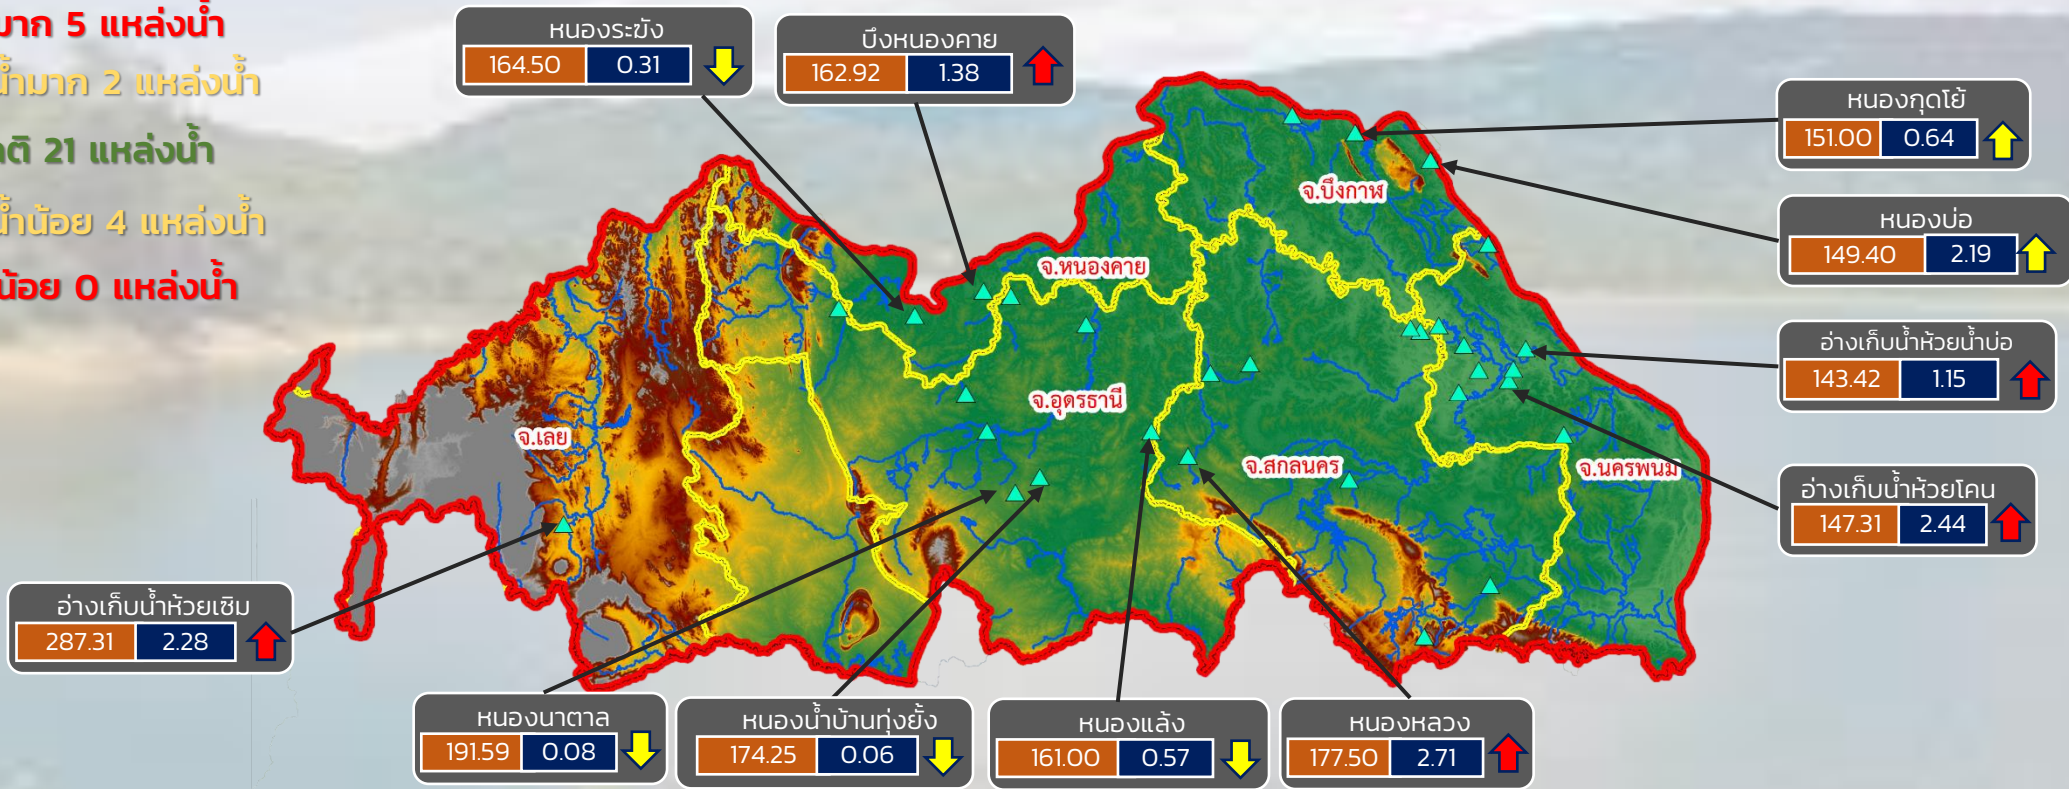 มาก 5 แหล่งน้ำ
น้ำมาก 2 แหล่งน้ำ
21 แหล่งน้ำ
น้ำน้อย 4 แหล่งน้ำ
น้อย 0 แหล่งน้ำ
หนองระฆัง
164.50 0.31
บึงหนองคาย
162.92 1.38
หนองกุดโย้
151.00 0.64
หนองบ่อ
149.40 2.19
อ่างเก็บน้ำห้วยน้ำบ่อ
143.42 1.15
อ่างเก็บน้ำห้วยโคน
147.31 2.44
จ.บึงกาฬ
จ.หนองคาย
จ.อุดรธานี
จ.เลย
จ.สกลนคร
จ.นครพนม
อ่างเก็บน้ำห้วยเซิม
287.31 2.28
หนองนาตาล
191.59 0.08
หนองน้ำบ้านทุ่งยั้ง
174.25 0.06
หนองแล้ง
161.00 0.57
หนองหลวง
177.50 2.71